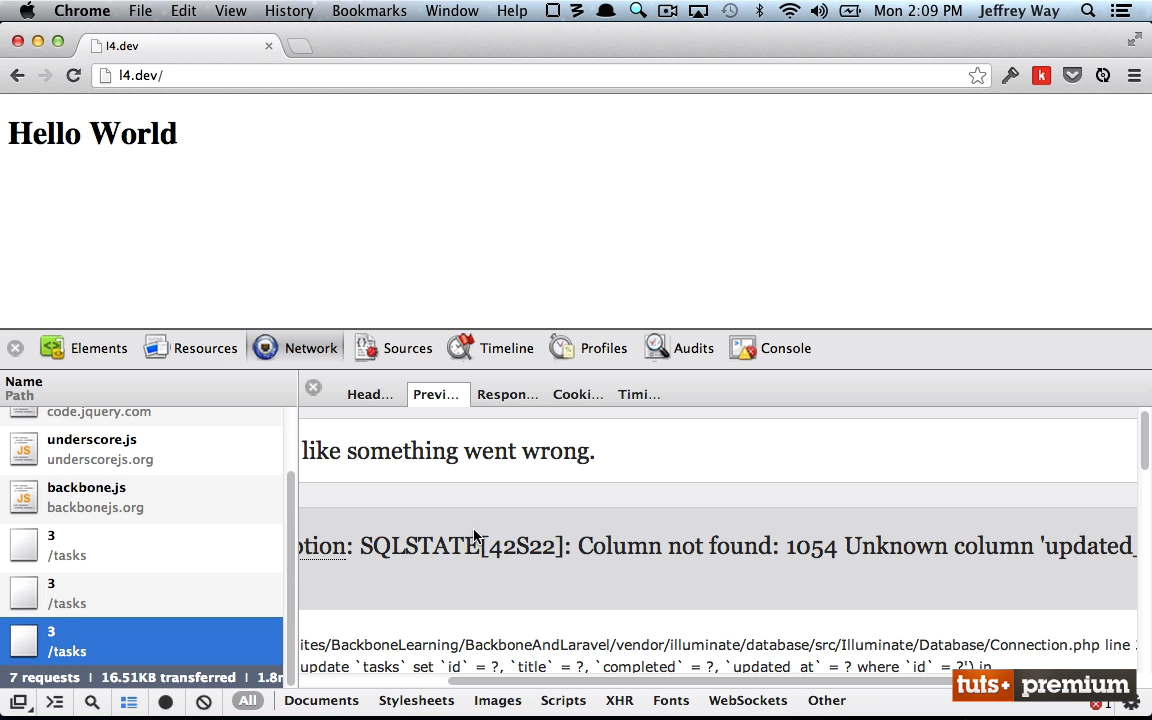 Chrome File Edit View History Bookmarks Window Help Mon 2:09 PM Jeffrey Way
l4.dev
l4.dev/
k
Hello World
Elements Resources Network Sources Timeline Profiles Audits Console
Name
Path
Head... Previ... Respon... Cooki... Timi...
code.jquery.com
underscore.js
underscorejs.org
backbone.js
backbonejs.org
3
/tasks
3
/tasks
3
/tasks
like something went wrong.
ption: SQLSTATE[42S22]: Column not found: 1054 Unknown column 'updated_
ites/BackboneLearning/BackboneAndLaravel/vendor/illuminate/database/src/Illuminate/Database/Connection.php line
update `tasks` set `id` = ?, `title` = ?, `completed` = ?, `updated_at` = ? where `id` = ?') in
7 requests | 16.51KB transferred | 1.8
All Documents Stylesheets Images Scripts XHR Fonts WebSockets Other
1
tuts+ premium